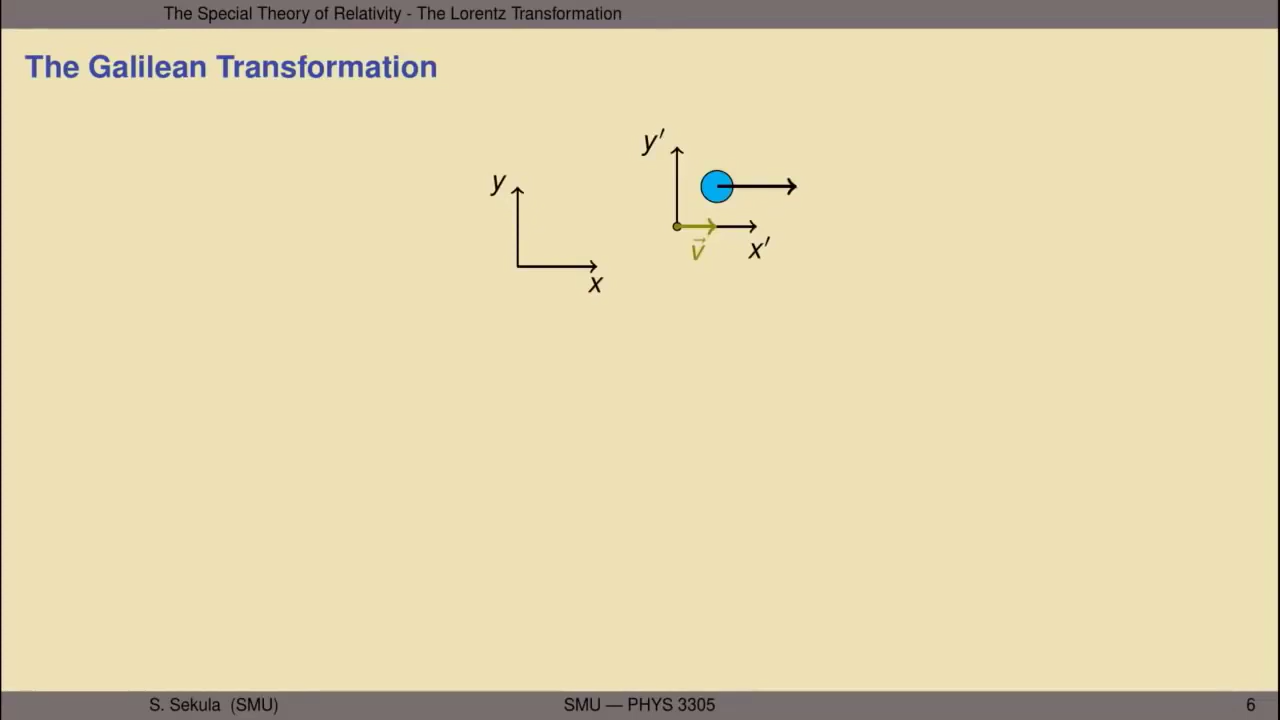 The Special Theory of Relativity - The Lorentz Transformation
The Galilean Transformation
y′
y
v⃗
x′
x
S. Sekula (SMU)
SMU — PHYS 3305
6